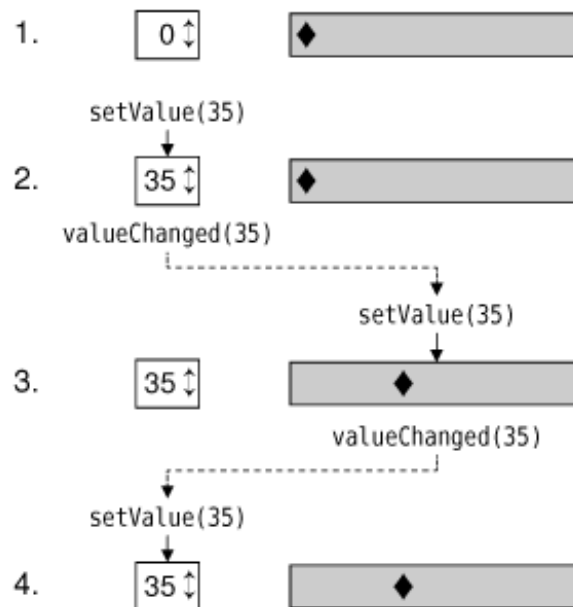 1. 0
setValue(35)
2. 35
valueChanged(35)
setValue(35)
3. 35
valueChanged(35)
setValue(35)
4. 35